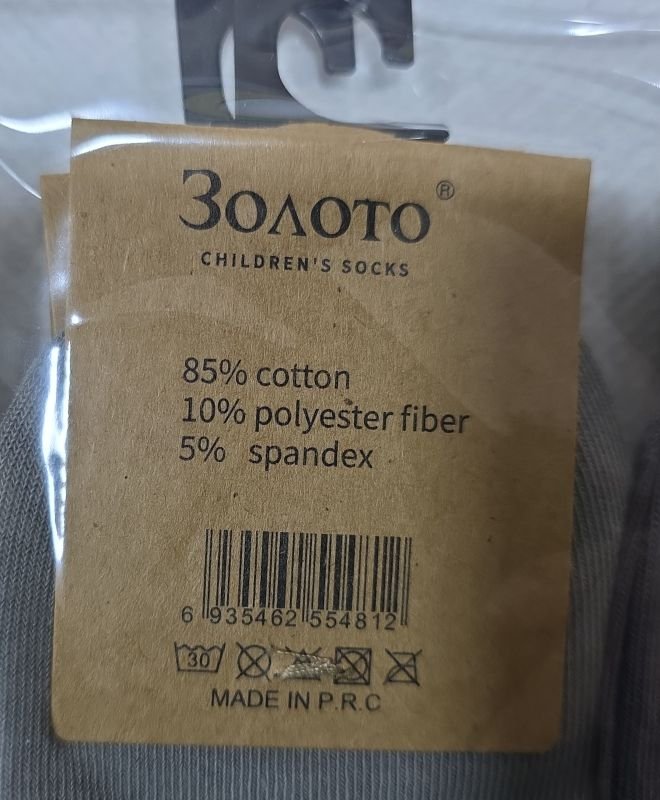 Золото®
CHILDREN'S SOCKS
85% cotton
10% polyester fiber
5% spandex
6 935462 554812
30
MADE IN P.R.C